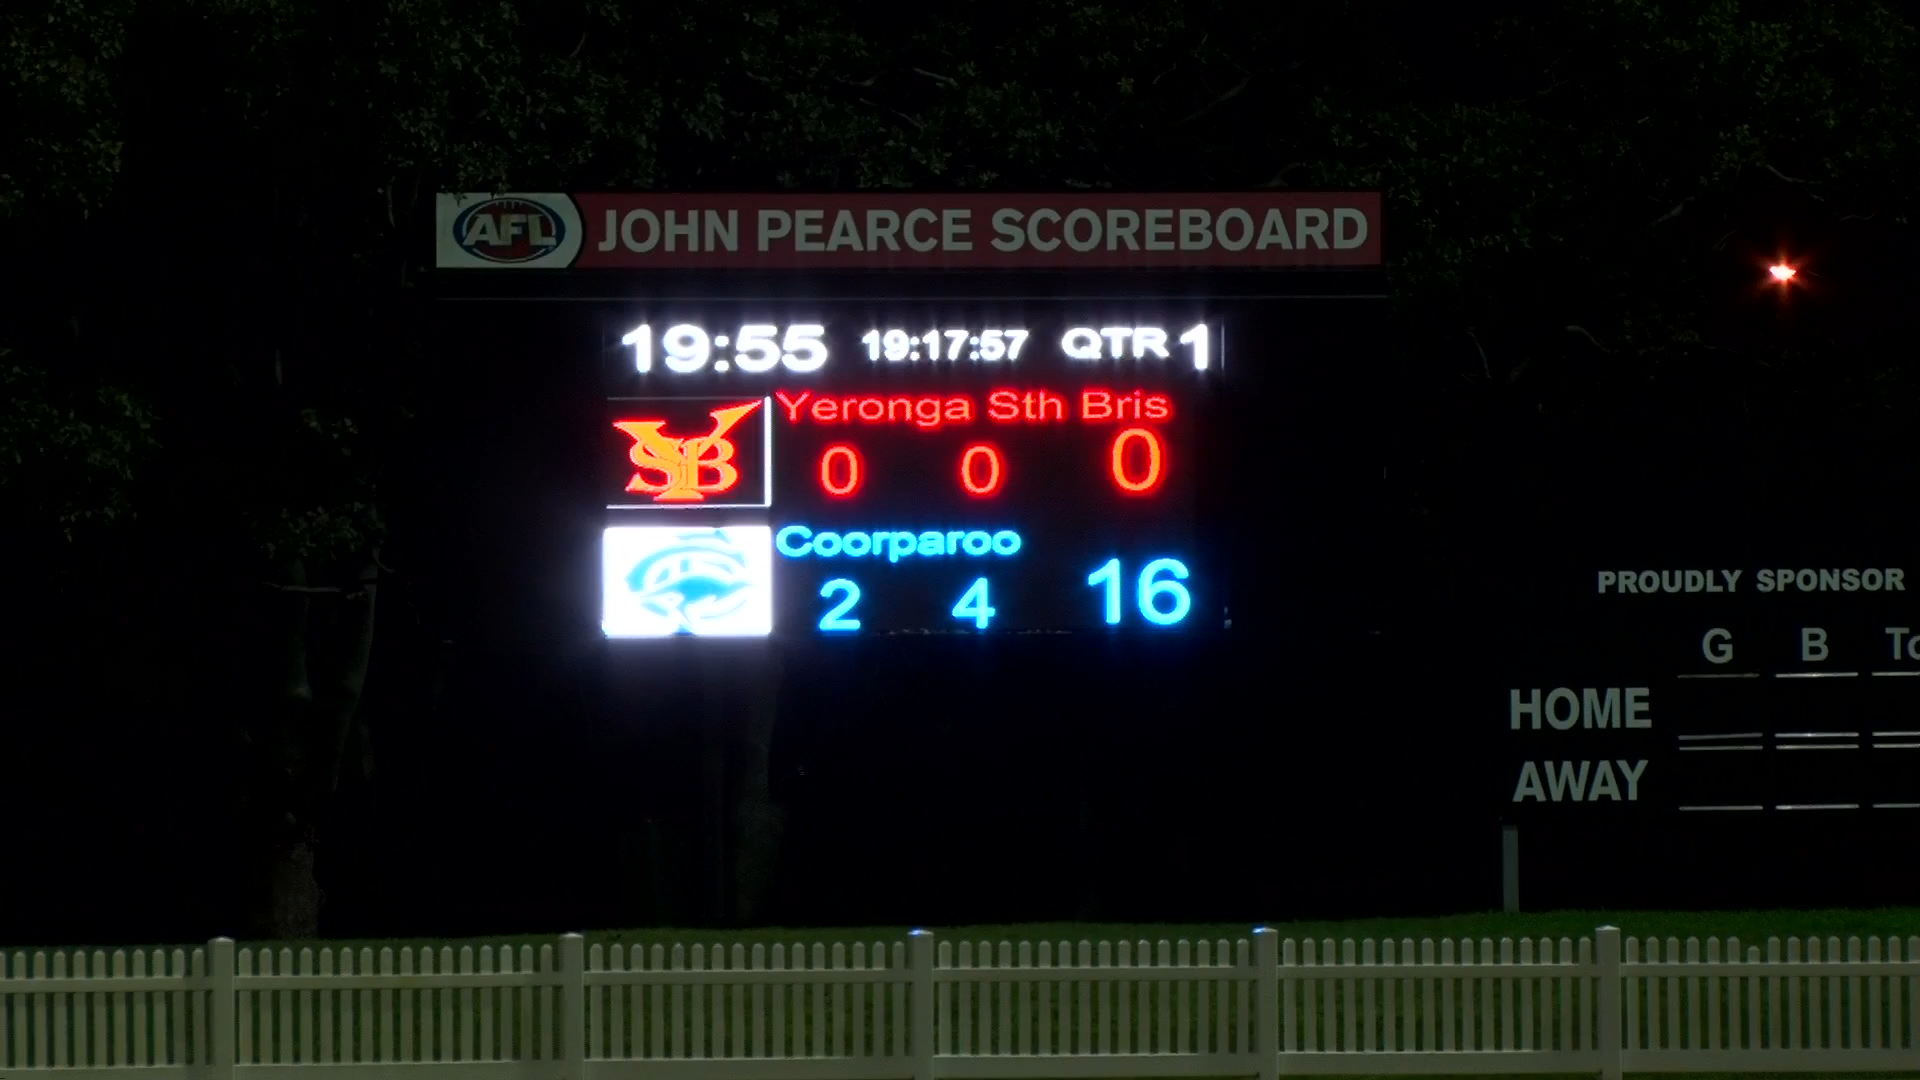 AFL JOHN PEARCE SCOREBOARD
19:55 19:17:57 QTR 1
YSB Yeronga Sth Bris
0 0 0
Coorparoo
2 4 16
PROUDLY SPONSOR
G B
HOME
AWAY